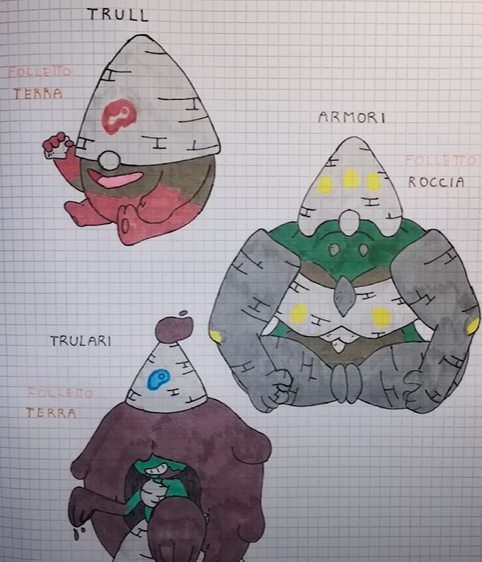 TRULL
FOLLETTO
TERRA
ARMORI
FOLLETTO
ROCCIA
TRULARI
FOLLETTO
TERRA